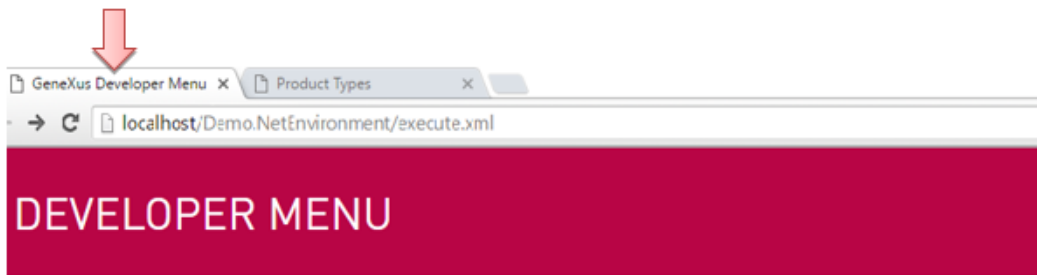 GeneXus Developer Menu Product Types
localhost/Demo.NetEnvironment/execute.xml
DEVELOPER MENU